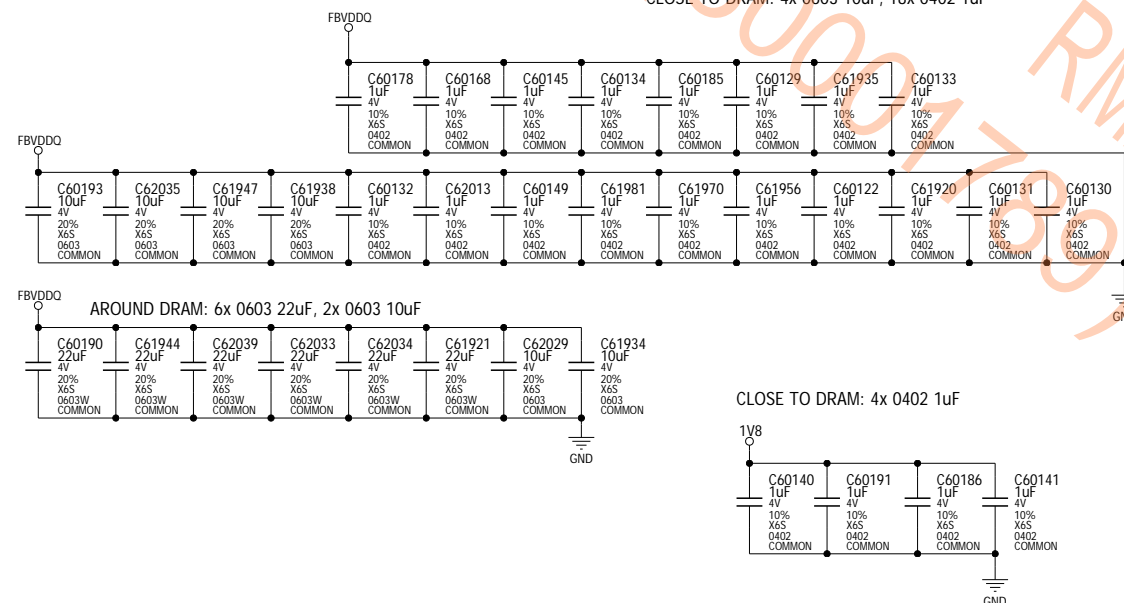 CLOSE TO DRAM: 4x 0603 10uF, 18x 0402 1uF
FBVDDQ
C60178 C60168 C60145 C60134 C60185 C60129 C61935 C60133
1uF 1uF 1uF 1uF 1uF 1uF 1uF 1uF
4V 4V 4V 4V 4V 4V 4V 4V
10% 10% 10% 10% 10% 10% 10% 10%
X6S X6S X6S X6S X6S X6S X6S X6S
0402 0402 0402 0402 0402 0402 0402 0402
COMMON COMMON COMMON COMMON COMMON COMMON COMMON COMMON
FBVDDQ
C60193 C62035 C61947 C61938 C60132 C62013 C60149 C61981 C61970 C61956 C60122 C61920 C60131 C60130
10uF 10uF 10uF 10uF 1uF 1uF 1uF 1uF 1uF 1uF 1uF 1uF 1uF 1uF
4V 4V 4V 4V 4V 4V 4V 4V 4V 4V 4V 4V 4V 4V
20% 20% 20% 20% 10% 10% 10% 10% 10% 10% 10% 10% 10% 10%
X6S X6S X6S X6S X6S X6S X6S X6S X6S X6S X6S X6S X6S X6S
0603 0603 0603 0603 0402 0402 0402 0402 0402 0402 0402 0402 0402 0402
COMMON COMMON COMMON COMMON COMMON COMMON COMMON COMMON COMMON COMMON COMMON COMMON COMMON COMMON
FBVDDQ
AROUND DRAM: 6x 0603 22uF, 2x 0603 10uF
C60190 C61944 C62039 C62033 C62034 C61921 C62029 C61934
22uF 22uF 22uF 22uF 22uF 22uF 10uF 10uF
4V 4V 4V 4V 4V 4V 4V 4V
20% 20% 20% 20% 20% 20% 20% 20%
X6S X6S X6S X6S X6S X6S X6S X6S
0603W 0603W 0603W 0603W 0603W 0603W 0603 0603
COMMON COMMON COMMON COMMON COMMON COMMON COMMON COMMON
GND
CLOSE TO DRAM: 4x 0402 1uF
1V8
C60140 C60191 C60186 C60141
1uF 1uF 1uF 1uF
4V 4V 4V 4V
10% 10% 10% 10%
X6S X6S X6S X6S
0402 0402 0402 0402
COMMON COMMON COMMON COMMON
GND